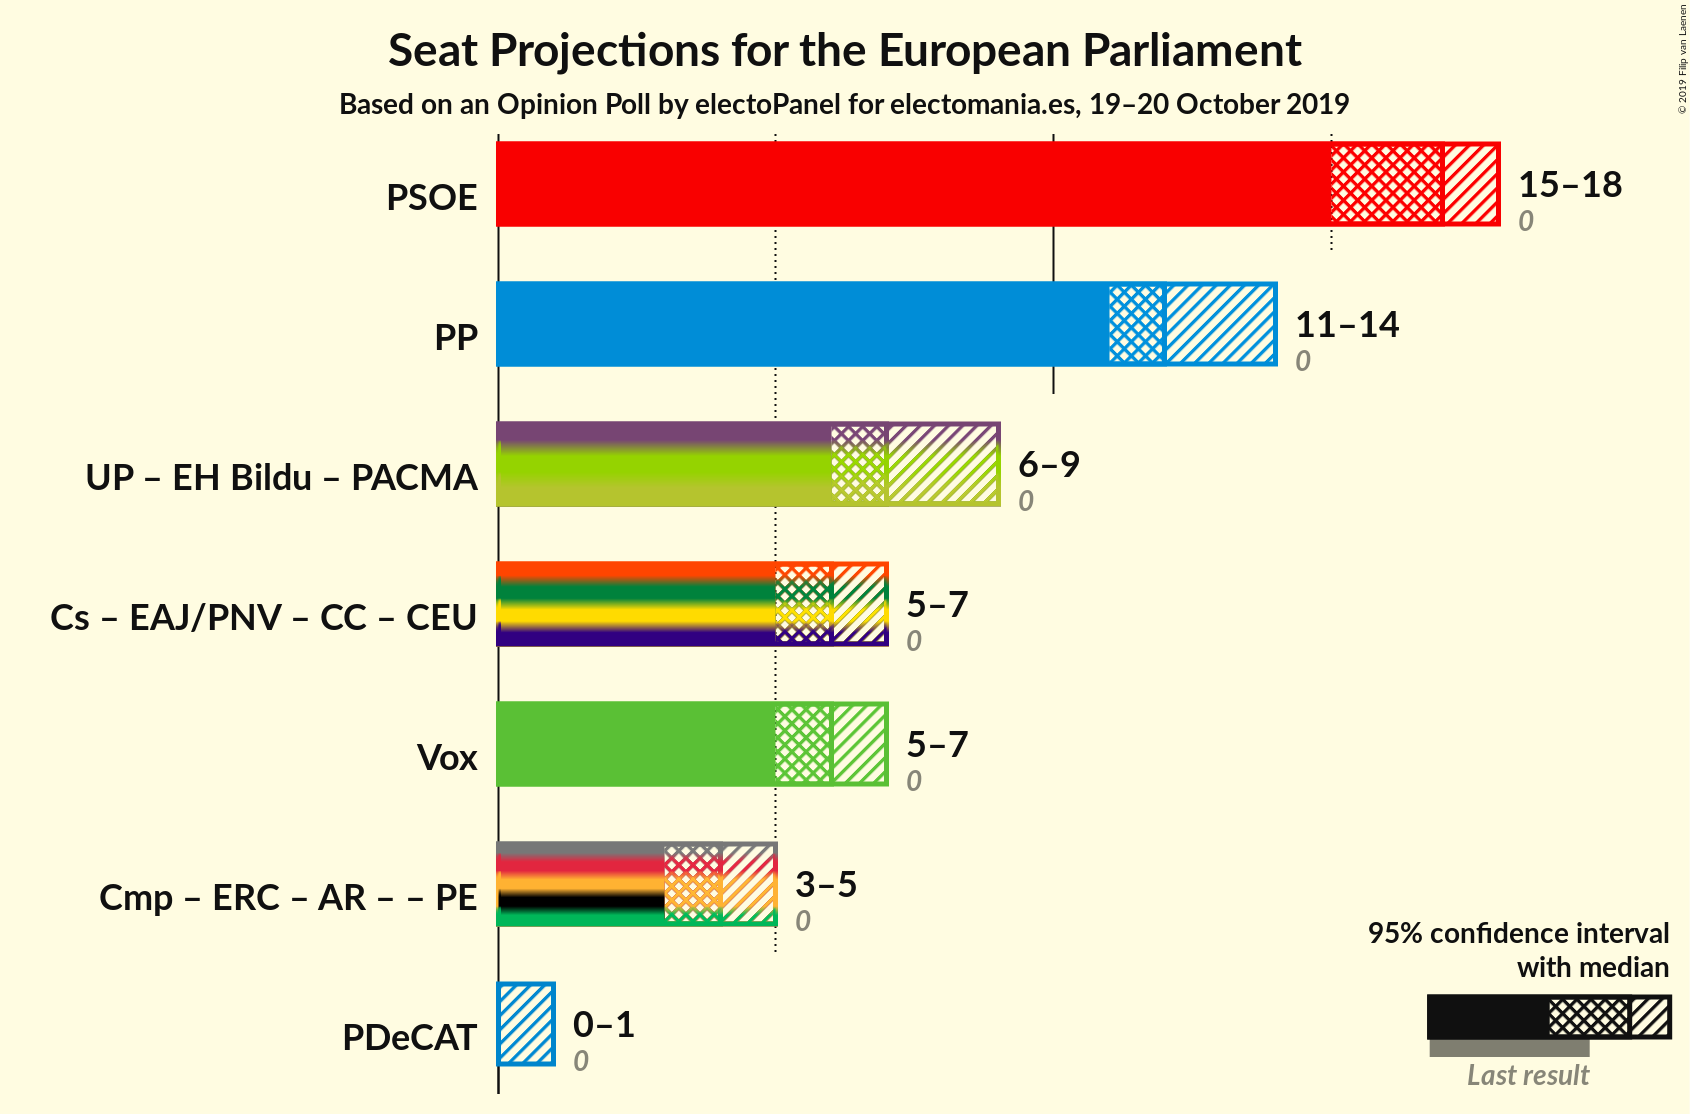 Seat Projections for the European Parliament
Based on an Opinion Poll by electoPanel for electomania.es, 19–20 October 2019
© 2019 Filip van Laenen
PSOE
15–18
0
PP
11–14
0
UP – EH Bildu – PACMA
6–9
0
Cs – EAJ/PNV – CC – CEU
5–7
0
Vox
5–7
0
Cmp – ERC – AR – – PE
3–5
0
PDeCAT
0–1
0
95% confidence interval
with median
Last result